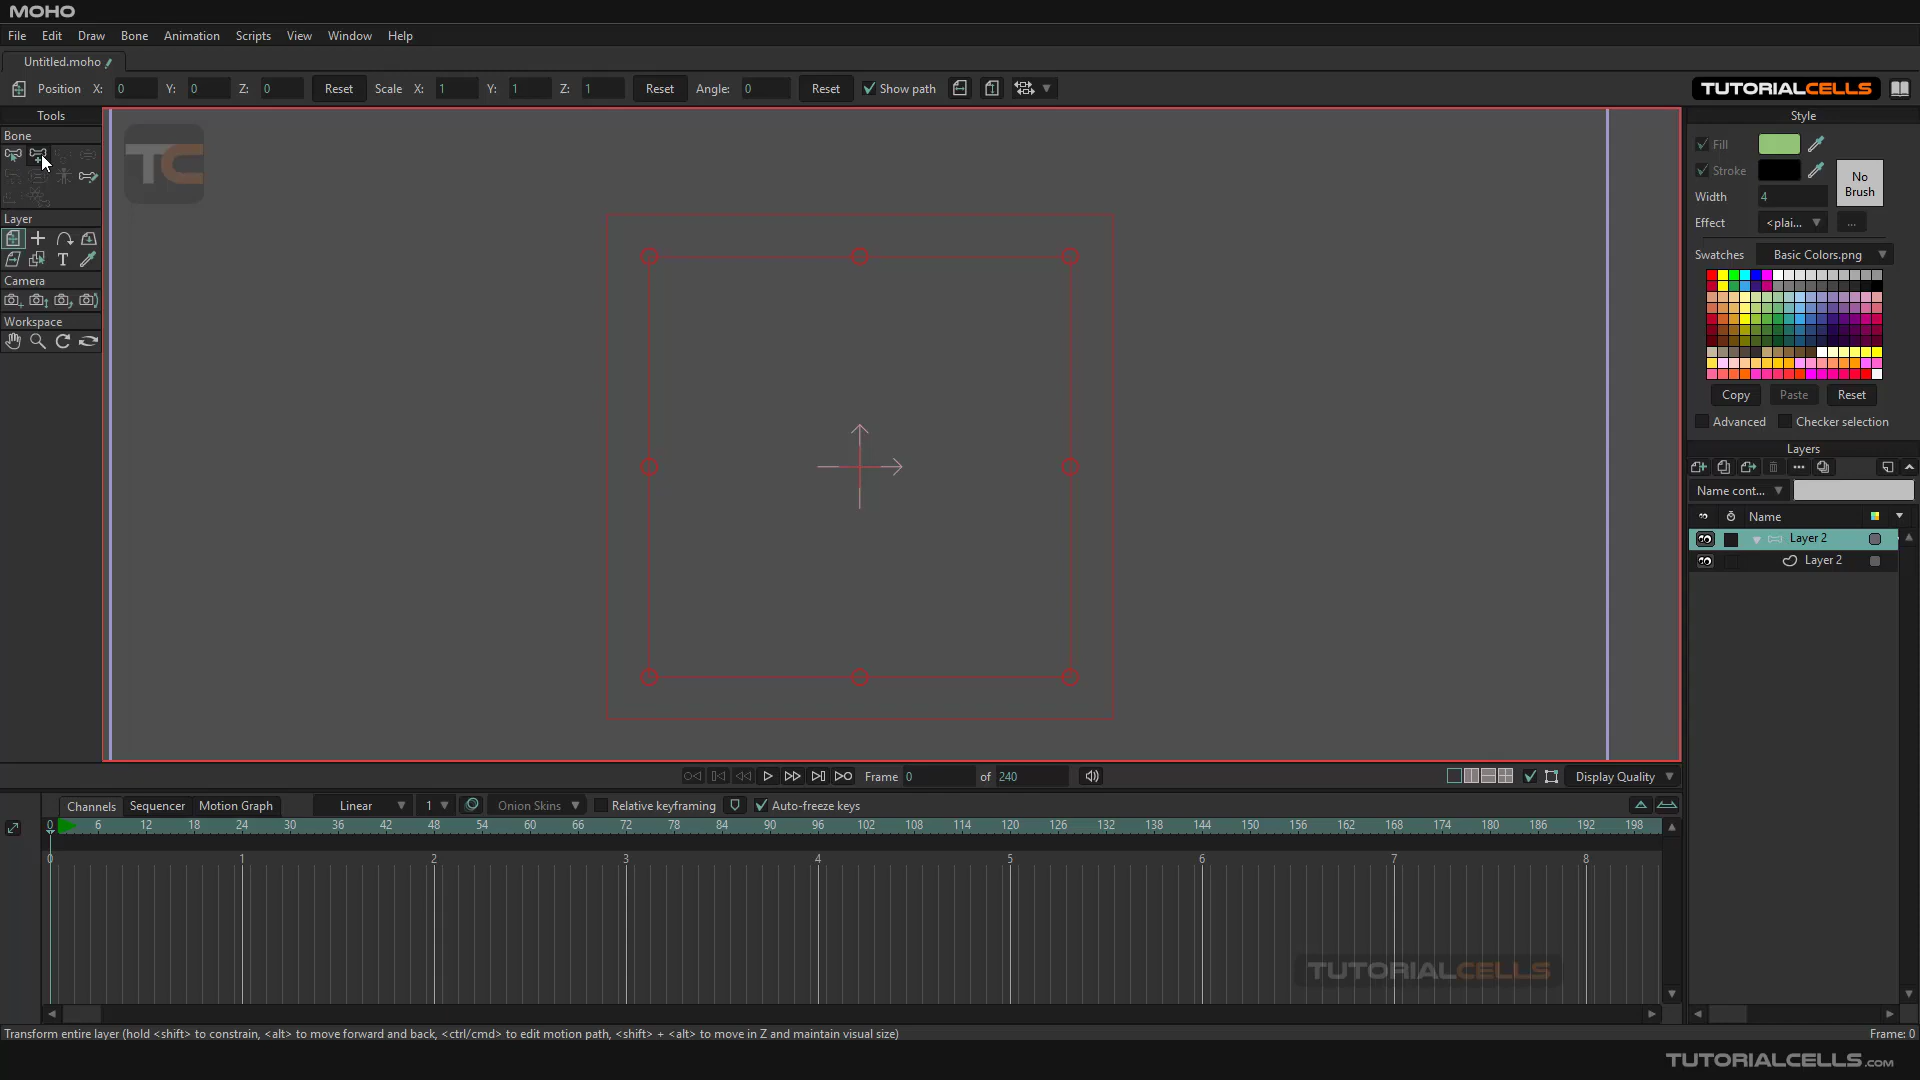 MOHO
File Edit Draw Bone Animation Scripts View Window Help
Untitled.moho
Position X: 0 Y: 0 Z: 0 Reset Scale X: 1 Y: 1 Z: 1 Reset Angle: 0 Reset Show path
TUTORIALCELLS
Tools
Bone
Layer
T
Camera
Workspace
TC
Style
Fill
Stroke
No Brush
Width 4
Effect <plai... ...
Swatches Basic Colors.png
Copy Paste Reset
Advanced Checker selection
Layers
Name cont...
Name
Layer 2
Layer 2
Frame 0 of 240
Display Quality
Channels Sequencer Motion Graph Linear 1 Onion Skins Relative keyframing Auto-freeze keys
0 6 12 18 24 30 36 42 48 54 60 66 72 78 84 90 96 102 108 114 120 126 132 138 144 150 156 162 168 174 180 186 192 198
0 1 2 3 4 5 6 7 8
TUTORIALCELLS
Transform entire layer (hold <shift> to constrain, <alt> to move forward and back, <ctrl/cmd> to edit motion path, <shift> + <alt> to move in Z and maintain visual size)
Frame: 0
TUTORIALCELLS.COM